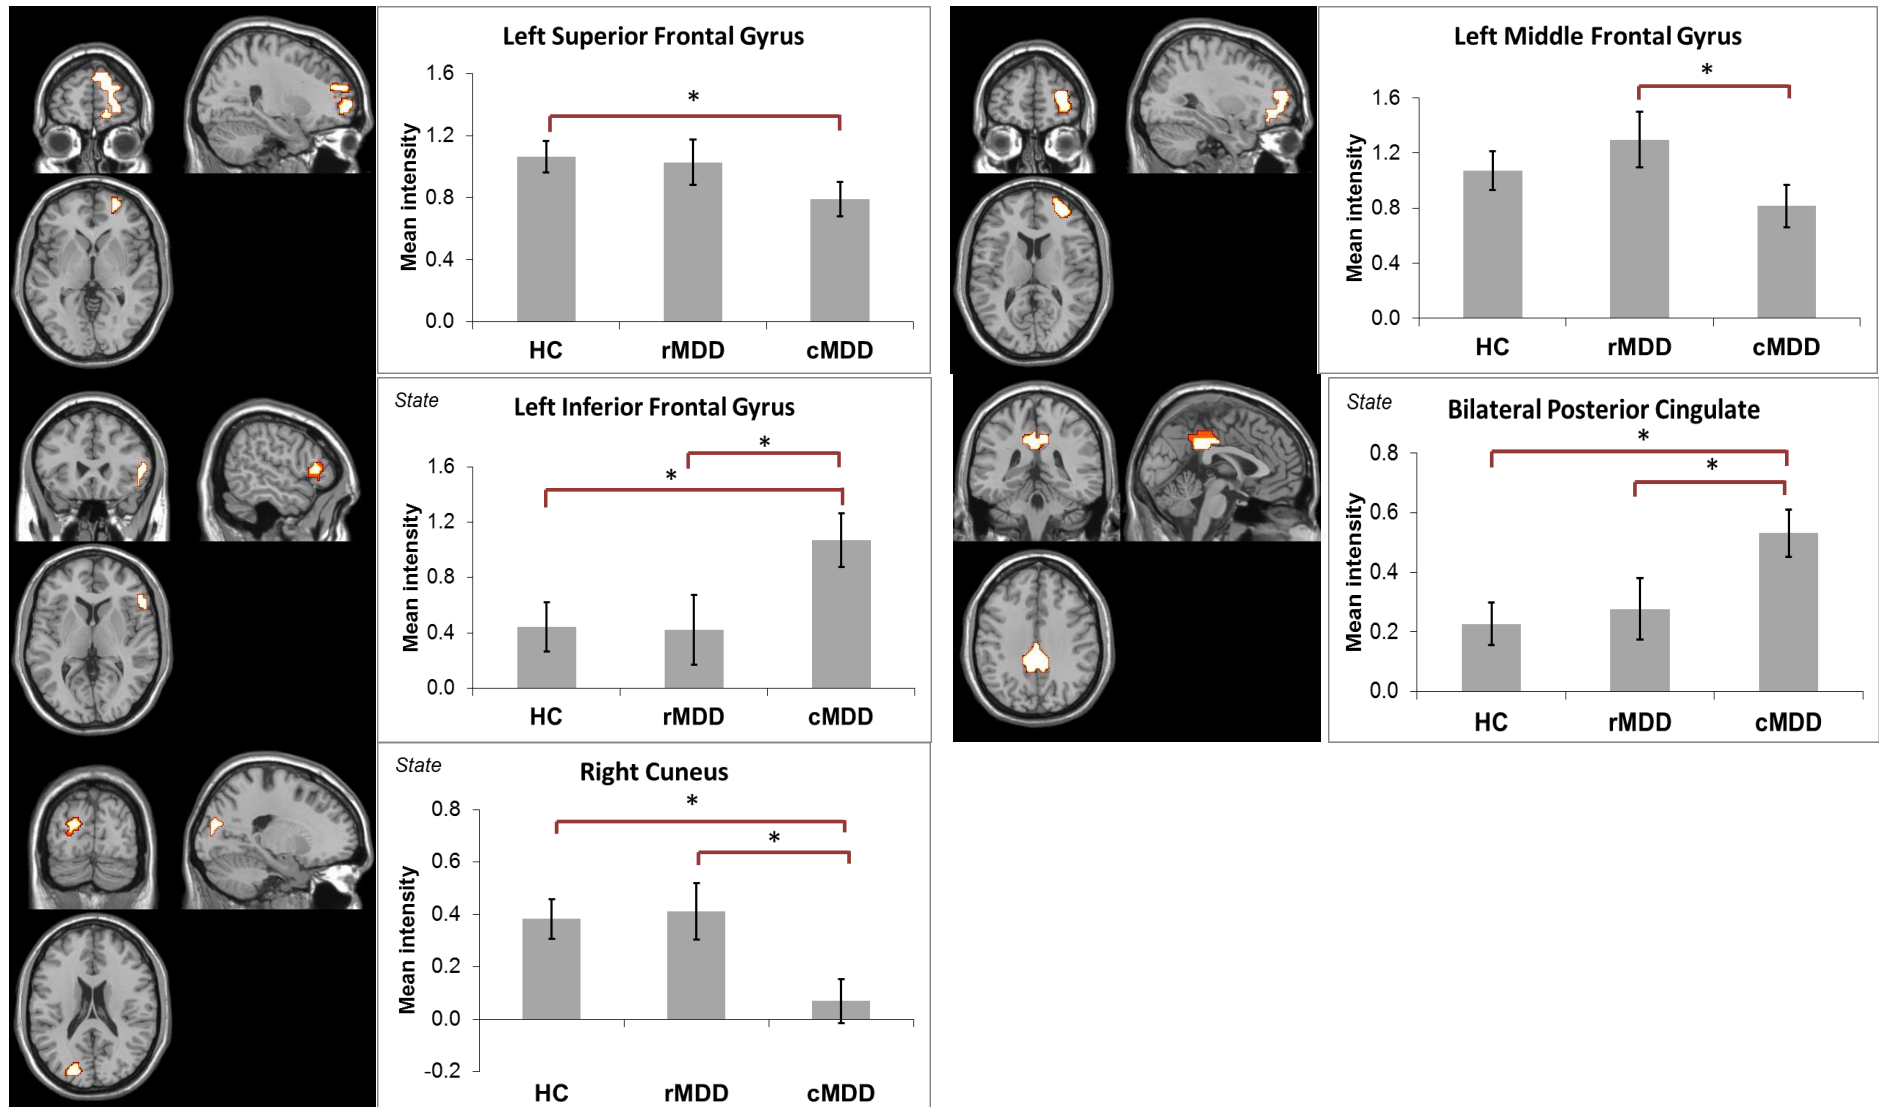 Left Superior Frontal Gyrus
*
Mean intensity
1.6
1.2
0.8
0.4
0.0
HC rMDD cMDD
Left Middle Frontal Gyrus
*
Mean intensity
1.6
1.2
0.8
0.4
0.0
HC rMDD cMDD
State
Left Inferior Frontal Gyrus
*
*
Mean intensity
1.6
1.2
0.8
0.4
0.0
HC rMDD cMDD
State
Bilateral Posterior Cingulate
*
*
Mean intensity
0.8
0.6
0.4
0.2
0.0
HC rMDD cMDD
State
Right Cuneus
*
*
Mean intensity
0.8
0.6
0.4
0.2
0.0
-0.2
HC rMDD cMDD